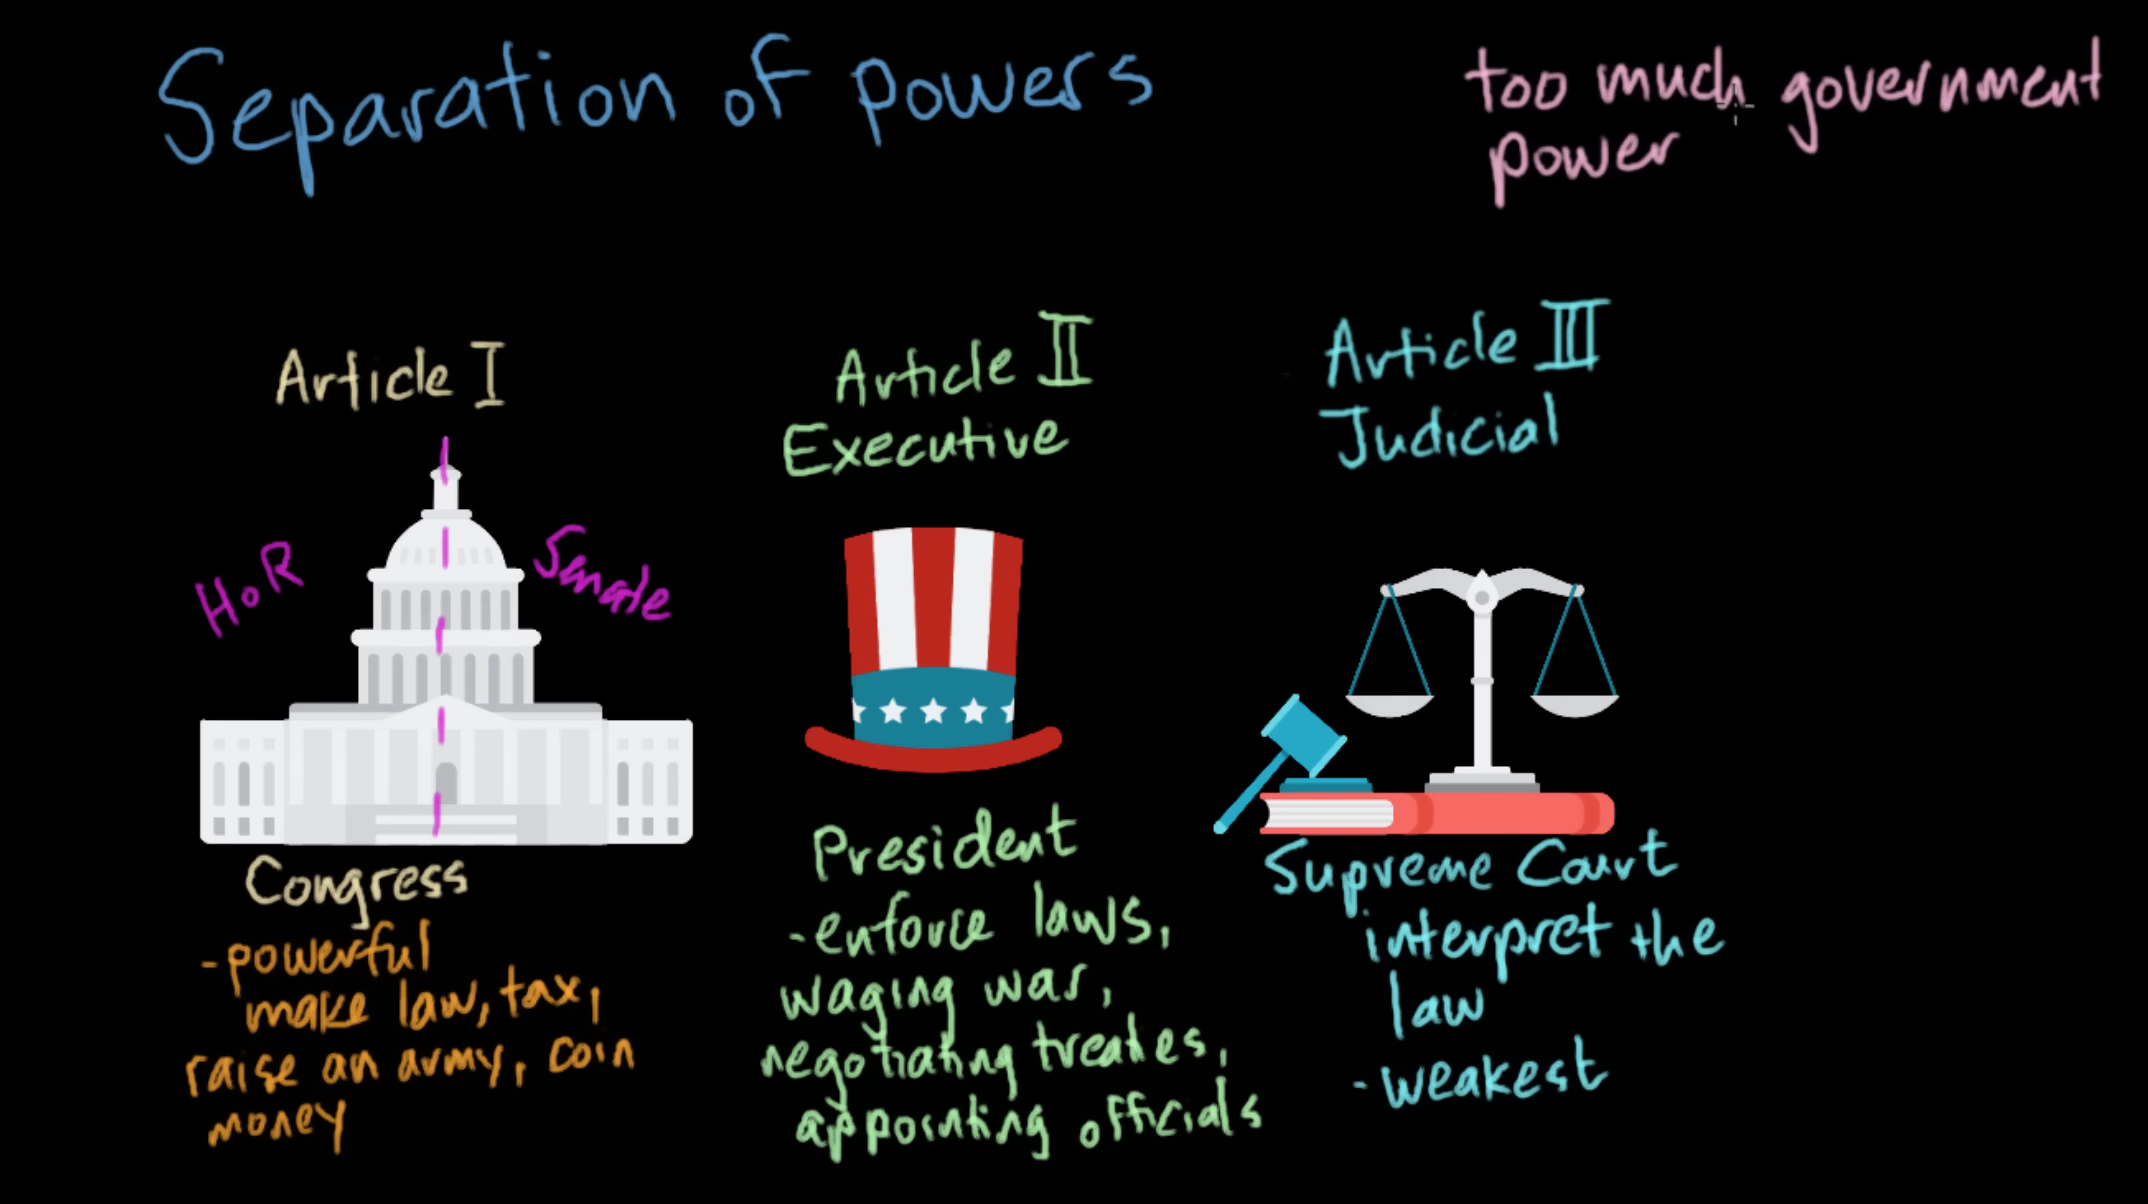 Separation of powers
too much government
power
Article I
HoR
Senate
Congress
-powerful
make law, tax,
raise an army, coin
money
Article II
Executive
President
-enforce laws,
waging war,
negotiating treaties,
appointing officials
Article III
Judicial
Supreme Court
interpret the
law
-weakest